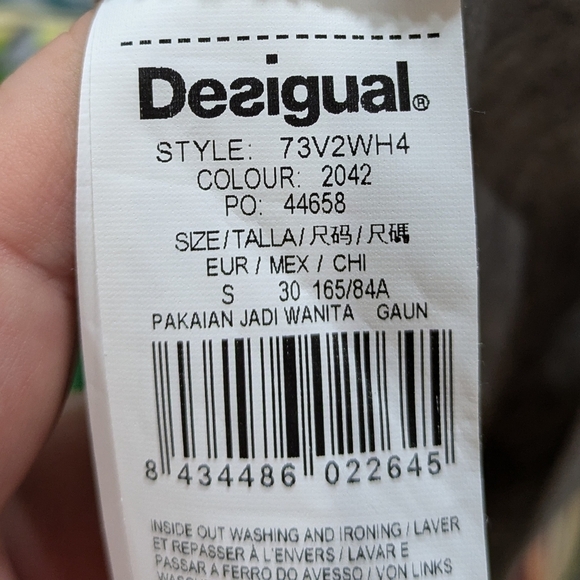 Desigual®
STYLE: 73V2WH4
COLOUR: 2042
PO: 44658
SIZE/TALLA/尺码/尺碼
EUR / MEX / CHI
S 30 165/84A
PAKAIAN JADI WANITA GAUN
8 434486 022645
INSIDE OUT WASHING AND IRONING / LAVER
ET REPASSER À L'ENVERS / LAVAR E
PASSAR A FERRO DO AVESSO / VON LINKS